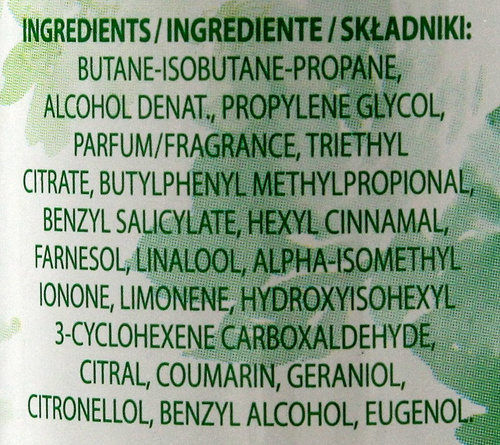 INGREDIENTS / INGREDIENTE / SKŁADNIKI:
BUTANE-ISOBUTANE-PROPANE,
ALCOHOL DENAT., PROPYLENE GLYCOL,
PARFUM/FRAGRANCE, TRIETHYL
CITRATE, BUTYLPHENYL METHYLPROPIONAL,
BENZYL SALICYLATE, HEXYL CINNAMAL,
FARNESOL, LINALOOL, ALPHA-ISOMETHYL
IONONE, LIMONENE, HYDROXYISOHEXYL
3-CYCLOHEXENE CARBOXALDEHYDE,
CITRAL, COUMARIN, GERANIOL,
CITRONELLOL, BENZYL ALCOHOL, EUGENOL.